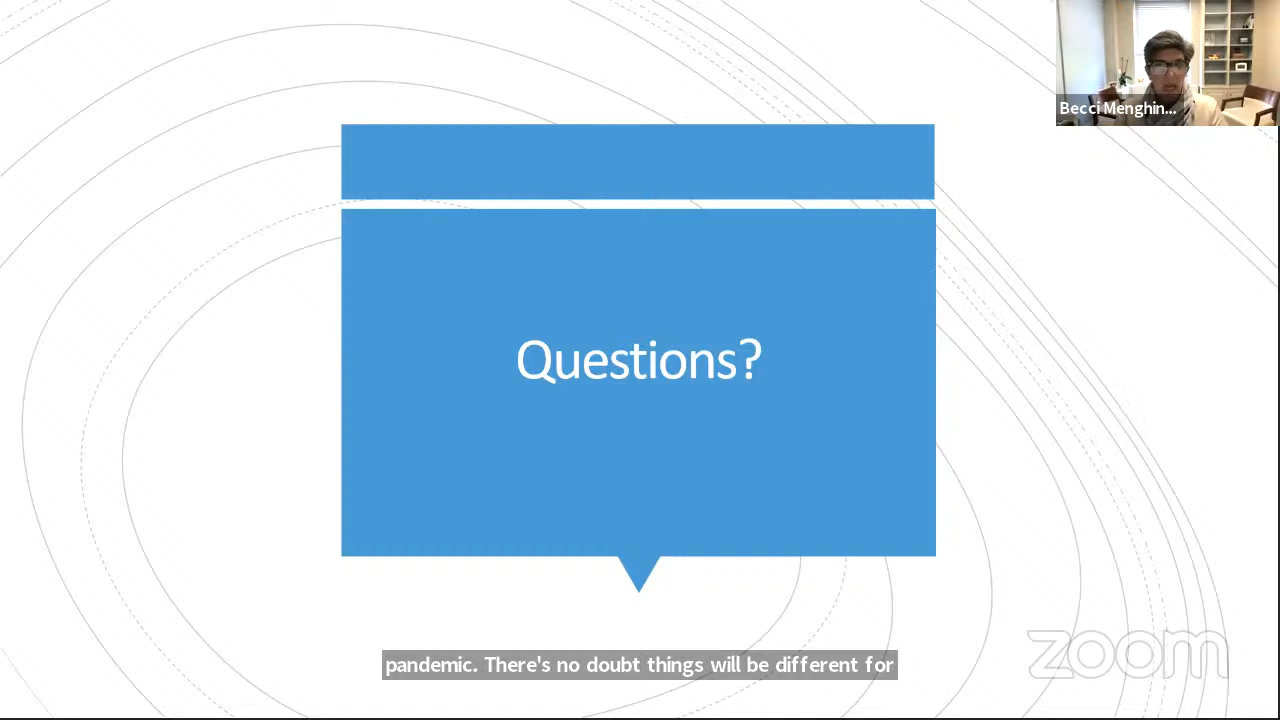 Becci Menghin...
Questions?
pandemic. There's no doubt things will be different for
zoom